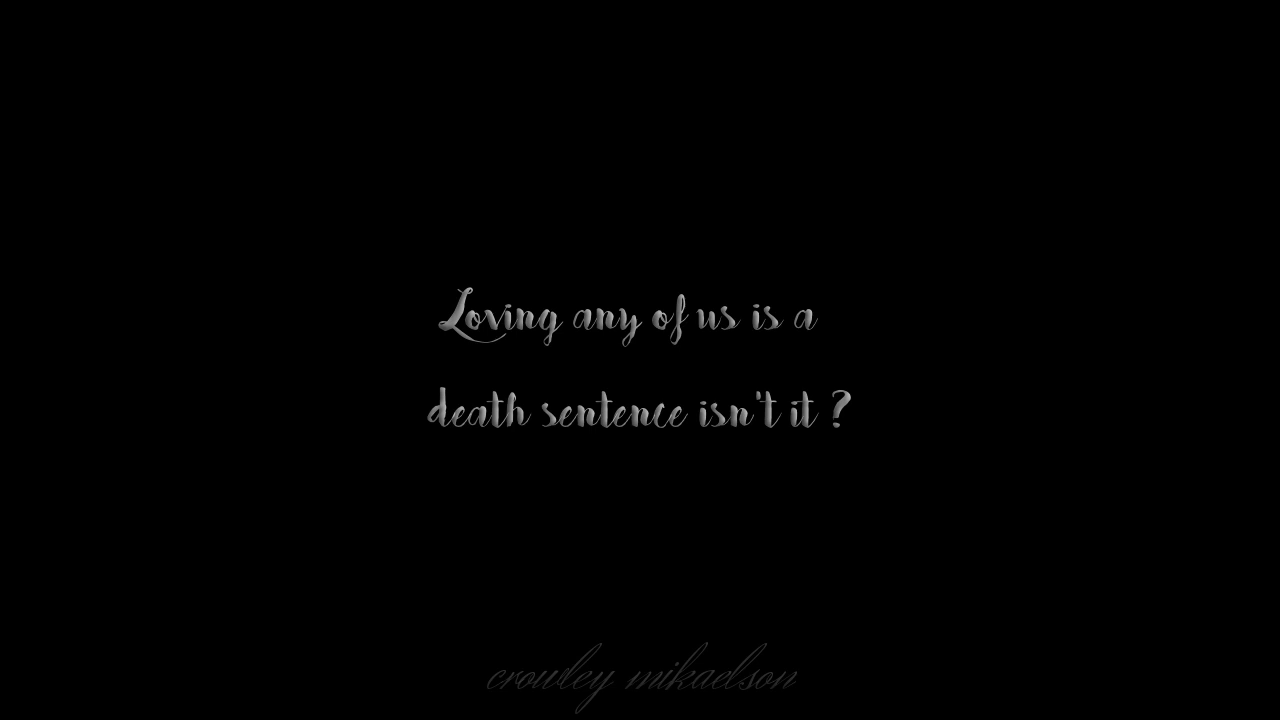 Loving any of us is a
death sentence isn't it ?
crowley mikaelson